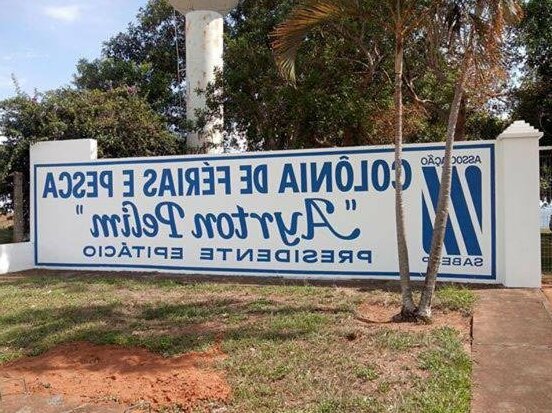 ASSOCIAÇÃO
SABESP
COLÔNIA DE FÉRIAS E PESCA
"Ayrton Pelim"
PRESIDENTE EPITÁCIO